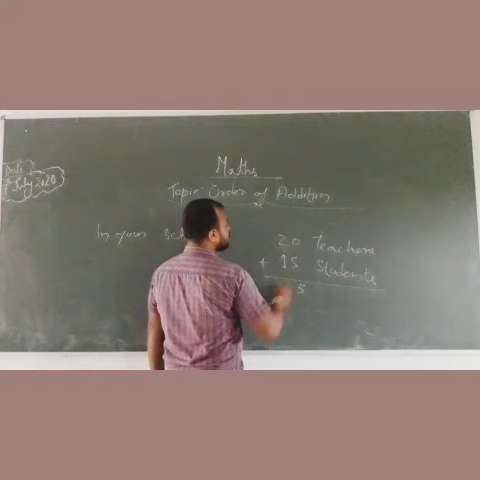 Maths
Topic: Order of Addition
Date
July 2020
In your
20 Teachers
+ 15 Students
5